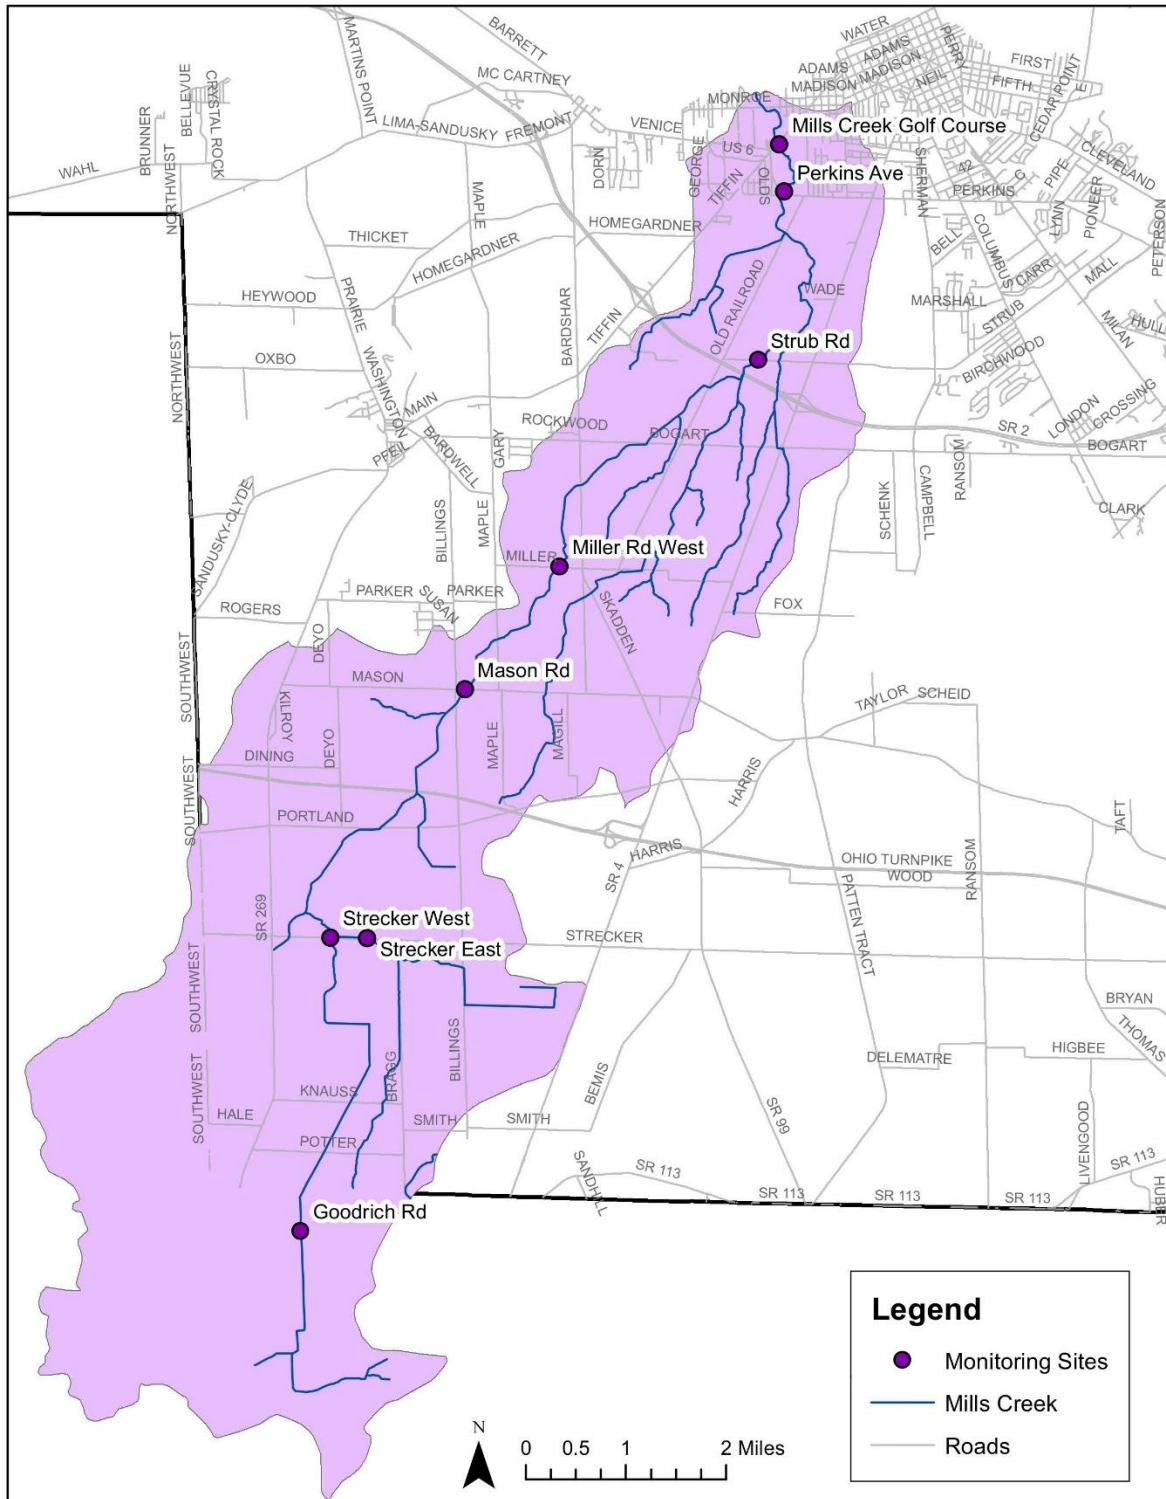 WATER
BARRETT
PERRY
MARTINS POINT
ADAMS
FIRST
MC CARTNEY
ADAMS
MADISON
NEIL
FIFTH
BELLEVUE
CRYSTAL ROCK
MADISON
CEDAR POINT
E
MONROE
LIMA-SANDUSKY
FREMONT
VENICE
Mills Creek Golf Course
BRUNNER
US 6
CLEVELAND
WAHL
NORTHWEST
DORN
GEORGE
TIFFIN
OLDS
Perkins Ave
SHERMAN
42
G
PIPE
PERKINS
LYNN
PIONEER
MAPLE
HOMEGARDNER
PETERSON
THICKET
HOMEGARDNER
BELL
COLUMBUS
CARR
MALL
HEYWOOD
PRAIRIE
OLD RAILROAD
WADE
MARSHALL
STRUB
MILAN
HULL
NORTHWEST
OXBO
WASHINGTON
BARDSHAR
TIFFIN
Strub Rd
BIRCHWOOD
MAIN
ROCKWOOD
BOGART
SR 2
LONDON
CROSSING
BOGART
PFEIL
BARDWELL
GARY
RANSOM
SANDUSKY-CLYDE
BILLINGS
MAPLE
SCHENK
CAMPBELL
CLARK
MILLER
Miller Rd West
PARKER
SUSAN
PARKER
ROGERS
SKADDEN
FOX
SOUTHWEST
DEYO
Mason Rd
MASON
KILROY
TAYLOR
SCHEID
DINING
DEYO
MAPLE
MAGILL
SOUTHWEST
HARRIS
PORTLAND
TAFT
HARRIS
OHIO TURNPIKE
WOOD
SR 4
RANSOM
PATTEN TRACT
SR 269
Strecker West
STRECKER
Strecker East
SOUTHWEST
BRYAN
THOMAS
BILLINGS
BRAGG
DELEMATRE
HIGBEE
BEMIS
KNAUSS
SOUTHWEST
HALE
SMITH
SMITH
SR 99
LIVENGOOD
POTTER
SANDHILL
SR 113
SR 113
SR 113
SR 113
SR 113
HUBER
Goodrich Rd
Legend
Monitoring Sites
Mills Creek
Roads
N
0 0.5 1 2 Miles